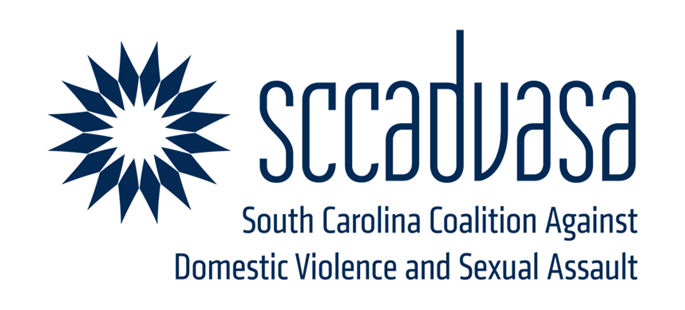 sccadvasa
South Carolina Coalition Against
Domestic Violence and Sexual Assault